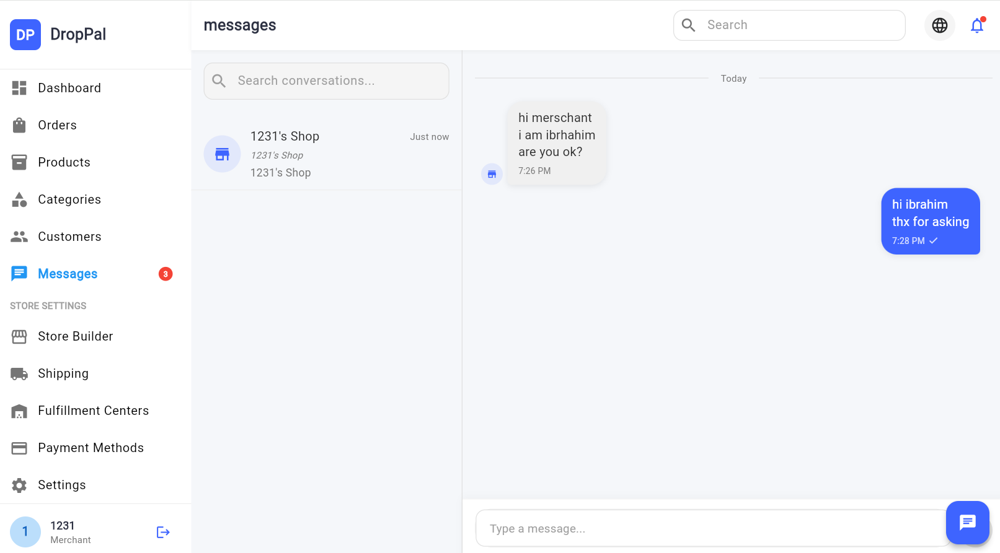 DP
DropPal
Dashboard
Orders
Products
Categories
Customers
Messages
3
STORE SETTINGS
Store Builder
Shipping
Fulfillment Centers
Payment Methods
Settings
1
1231
Merchant
messages
Search
Search conversations...
1231's Shop
Just now
1231's Shop
1231's Shop
Today
hi merschant
i am ibrhahim
are you ok?
7:26 PM
hi ibrahim
thx for asking
7:28 PM
Type a message...